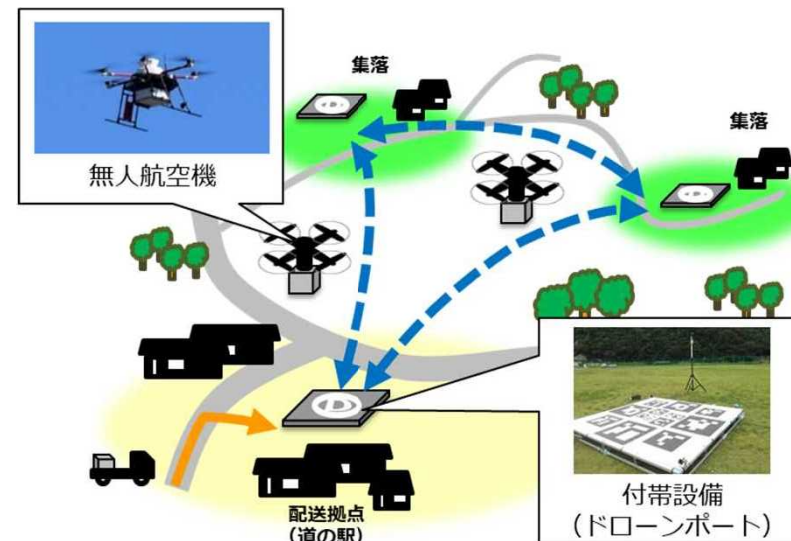 集落
集落
無人航空機
配送拠点
(道の駅)
付帯設備
(ドローンポート)